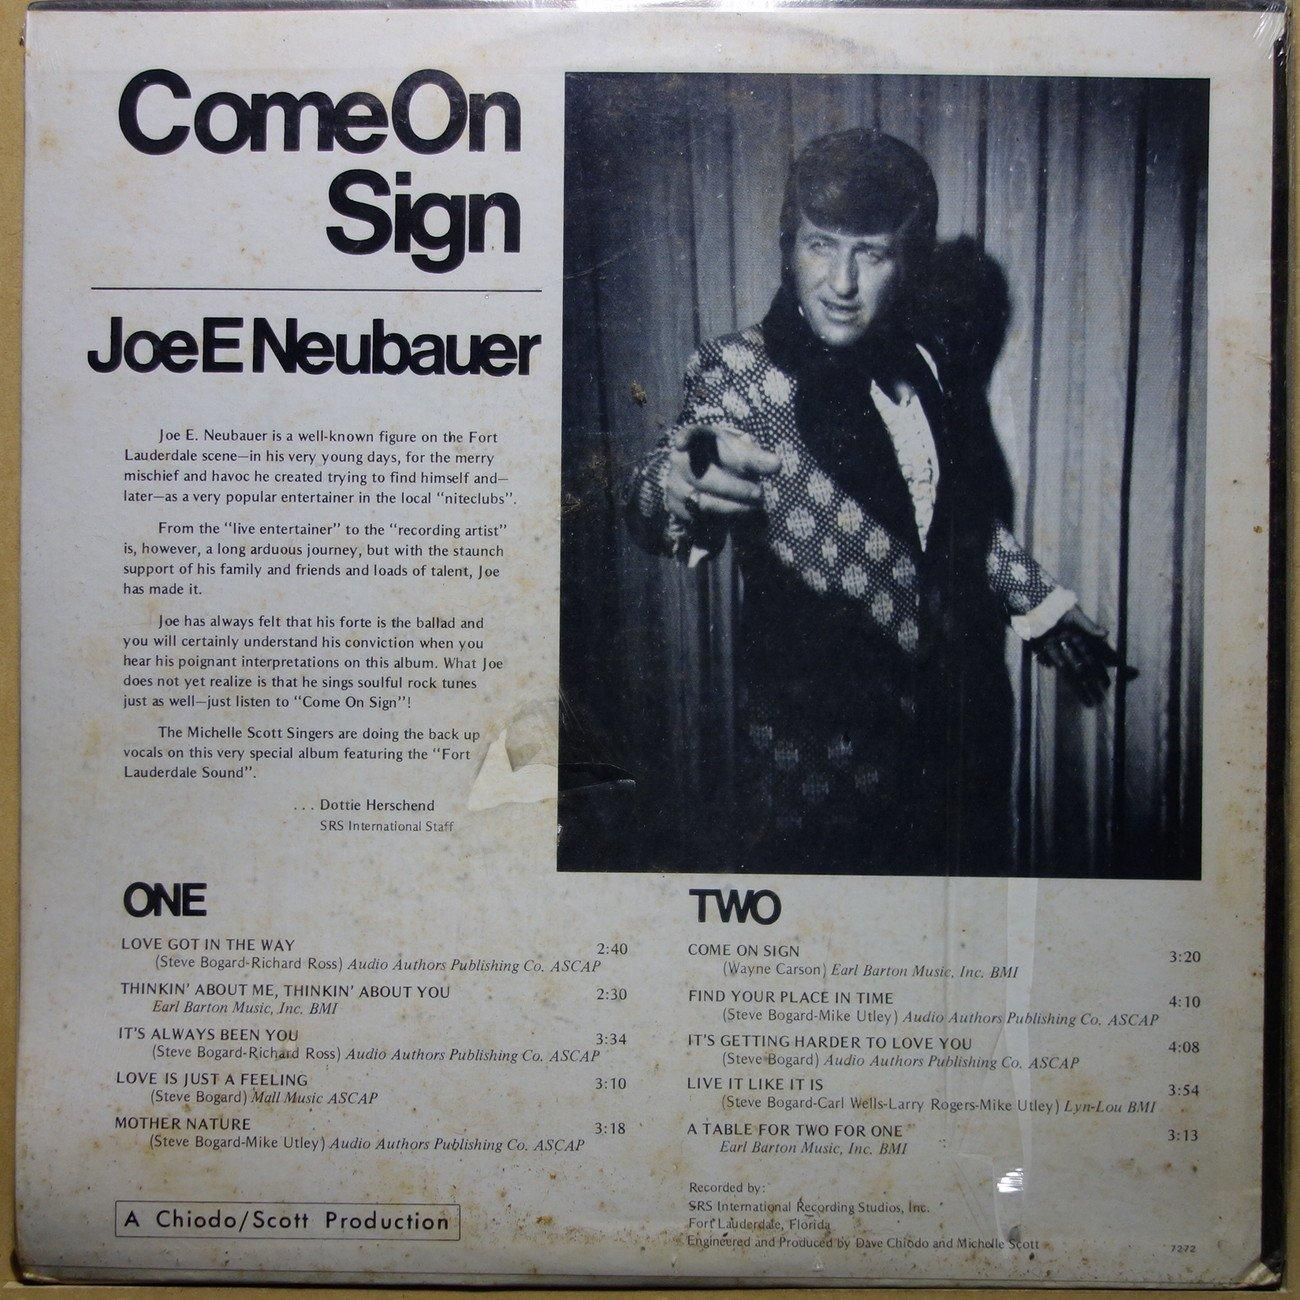 Come On
Sign
Joe E Neubauer
Joe E. Neubauer is a well-known figure on the Fort
Lauderdale scene—in his very young days, for the merry
mischief and havoc he created trying to find himself and—
later—as a very popular entertainer in the local "niteclubs".
From the "live entertainer" to the "recording artist"
is, however, a long arduous journey, but with the staunch
support of his family and friends and loads of talent, Joe
has made it.
Joe has always felt that his forte is the ballad and
you will certainly understand his conviction when you
hear his poignant interpretations on this album. What Joe
does not yet realize is that he sings soulful rock tunes
just as well—just listen to "Come On Sign"!
The Michelle Scott Singers are doing the back up
vocals on this very special album featuring the "Fort
Lauderdale Sound".
... Dottie Herschend
SRS International Staff
ONE
LOVE GOT IN THE WAY 2:40
(Steve Bogard-Richard Ross) Audio Authors Publishing Co. ASCAP
THINKIN' ABOUT ME, THINKIN' ABOUT YOU 2:30
Earl Barton Music, Inc. BMI
IT'S ALWAYS BEEN YOU 3:34
(Steve Bogard-Richard Ross) Audio Authors Publishing Co. ASCAP
LOVE IS JUST A FEELING 3:10
(Steve Bogard) Mall Music ASCAP
MOTHER NATURE 3:18
(Steve Bogard-Mike Utley) Audio Authors Publishing Co. ASCAP
A Chiodo/Scott Production
TWO
COME ON SIGN 3:20
(Wayne Carson) Earl Barton Music, Inc. BMI
FIND YOUR PLACE IN TIME 4:10
(Steve Bogard-Mike Utley) Audio Authors Publishing Co. ASCAP
IT'S GETTING HARDER TO LOVE YOU 4:08
(Steve Bogard) Audio Authors Publishing Co. ASCAP
LIVE IT LIKE IT IS 3:54
(Steve Bogard-Carl Wells-Larry Rogers-Mike Utley) Lyn-Lou BMI
A TABLE FOR TWO FOR ONE 3:13
Earl Barton Music, Inc. BMI
Recorded by:
SRS International Recording Studios, Inc.
Fort Lauderdale, Florida
Engineered and Produced by Dave Chiodo and Michelle Scott
7272